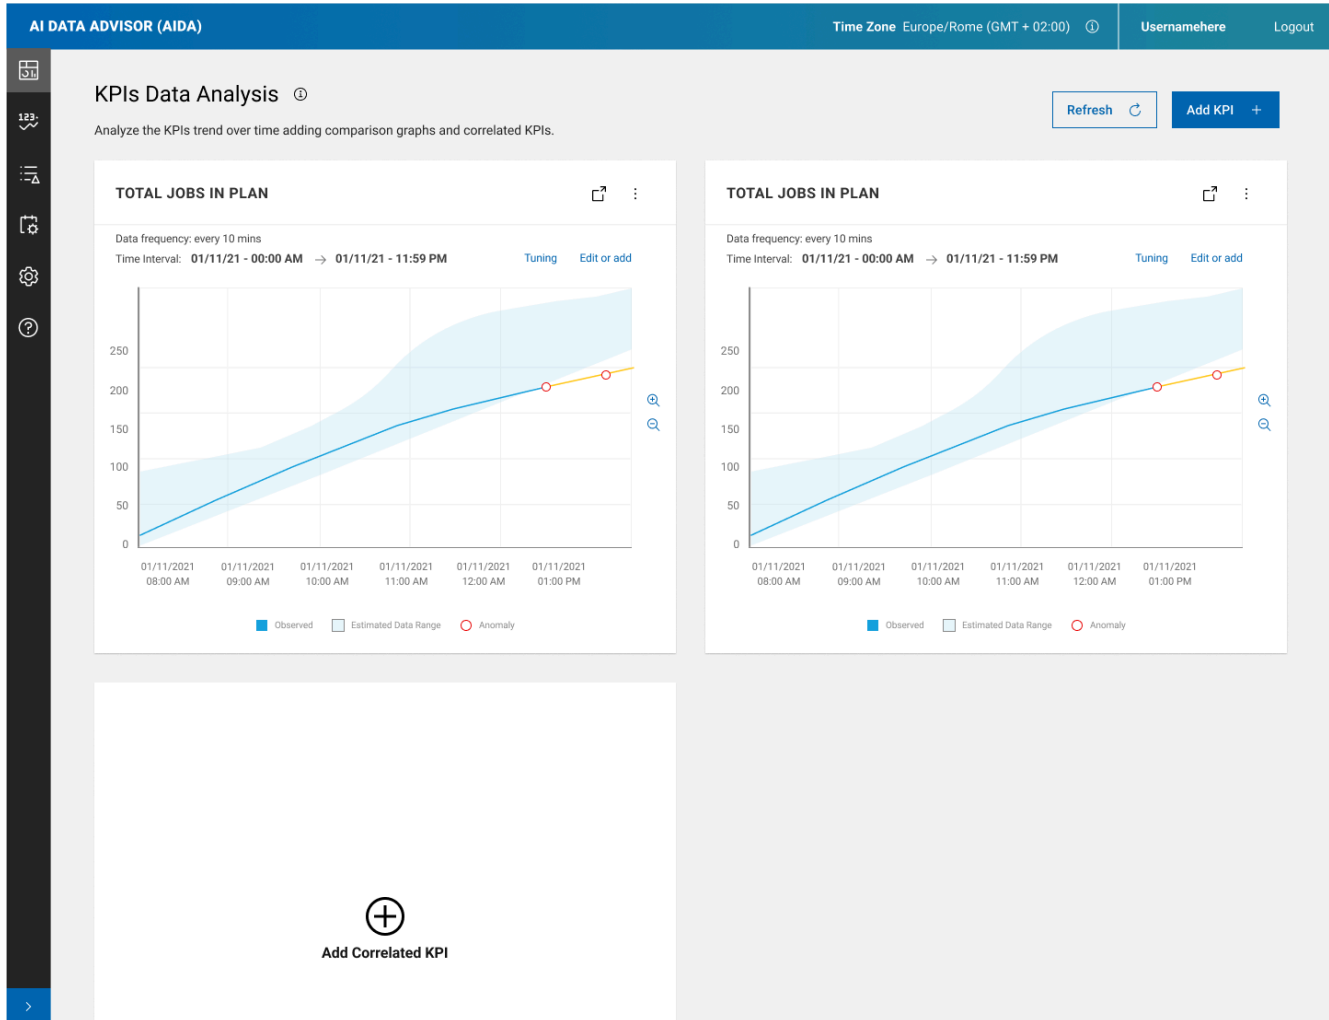 AI DATA ADVISOR (AIDA)
Time Zone Europe/Rome (GMT + 02:00)
Usernamehere
Logout
KPIs Data Analysis
Analyze the KPIs trend over time adding comparison graphs and correlated KPIs.
Refresh
Add KPI +
TOTAL JOBS IN PLAN
Data frequency: every 10 mins
Time Interval: 01/11/21 - 00:00 AM → 01/11/21 - 11:59 PM
Tuning
Edit or add
250
200
150
100
50
0
01/11/2021 01/11/2021 01/11/2021 01/11/2021 01/11/2021 01/11/2021
08:00 AM 09:00 AM 10:00 AM 11:00 AM 12:00 AM 01:00 PM
Observed Estimated Data Range Anomaly
TOTAL JOBS IN PLAN
Data frequency: every 10 mins
Time Interval: 01/11/21 - 00:00 AM → 01/11/21 - 11:59 PM
Tuning
Edit or add
250
200
150
100
50
0
01/11/2021 01/11/2021 01/11/2021 01/11/2021 01/11/2021 01/11/2021
08:00 AM 09:00 AM 10:00 AM 11:00 AM 12:00 AM 01:00 PM
Observed Estimated Data Range Anomaly
Add Correlated KPI
123-